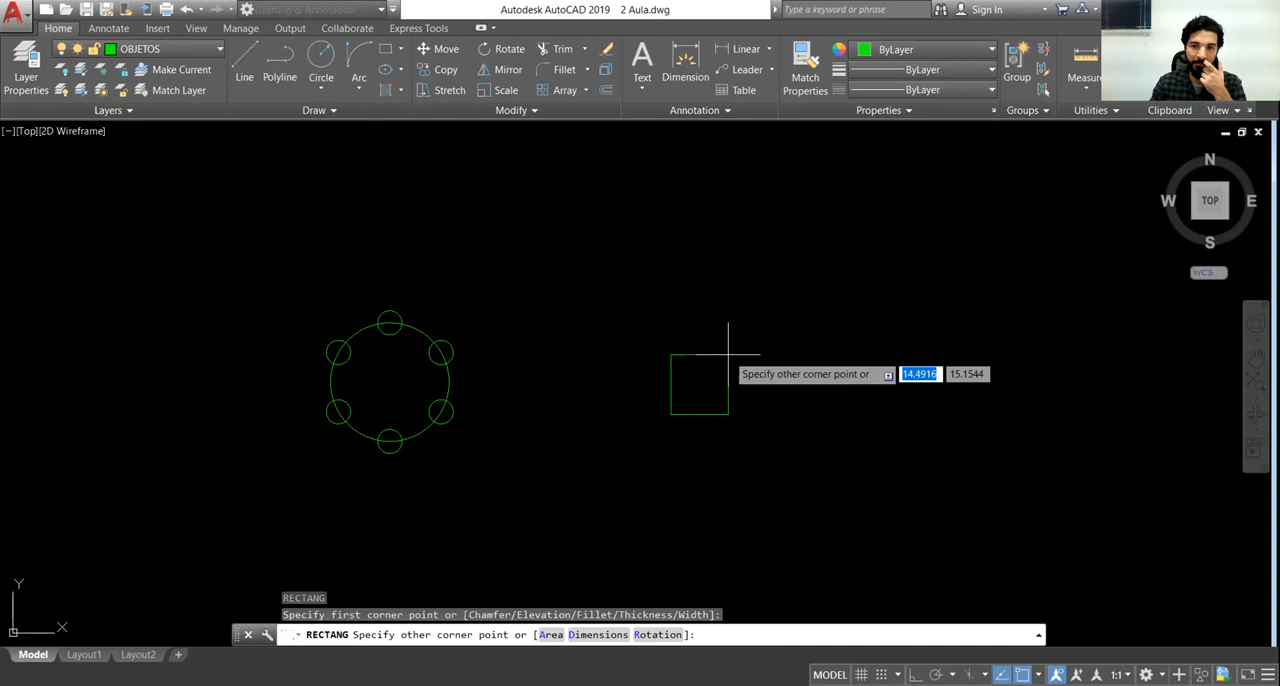 Autodesk AutoCAD 2019 2 Aula.dwg
Type a keyword or phrase
Sign In
Home Annotate Insert View Manage Output Collaborate Express Tools
Layer Properties
OBJETOS
Make Current
Match Layer
Layers
Line Polyline Circle Arc
Draw
Move Rotate Trim
Copy Mirror Fillet
Stretch Scale Array
Modify
Text Dimension
Linear
Leader
Table
Annotation
Match Properties
ByLayer
ByLayer
ByLayer
Properties
Group
Groups
Measure
Utilities
Clipboard
View
[−][Top][2D Wireframe]
N
W TOP E
S
WCS
Specify other corner point or 14.4916 15.1544
Y
X
RECTANG
Specify first corner point or [Chamfer/Elevation/Fillet/Thickness/Width]:
RECTANG Specify other corner point or [Area Dimensions Rotation]:
Model Layout1 Layout2 +
MODEL 1:1